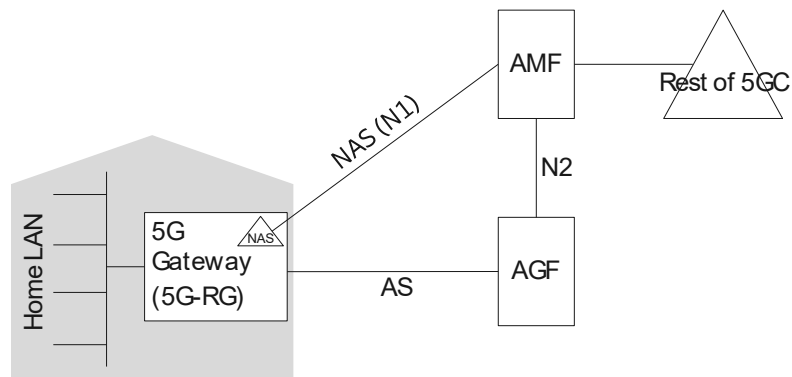 AMF
Rest of 5GC
NAS (N1)
N2
Home LAN
5G
Gateway
(5G-RG)
NAS
AS
AGF